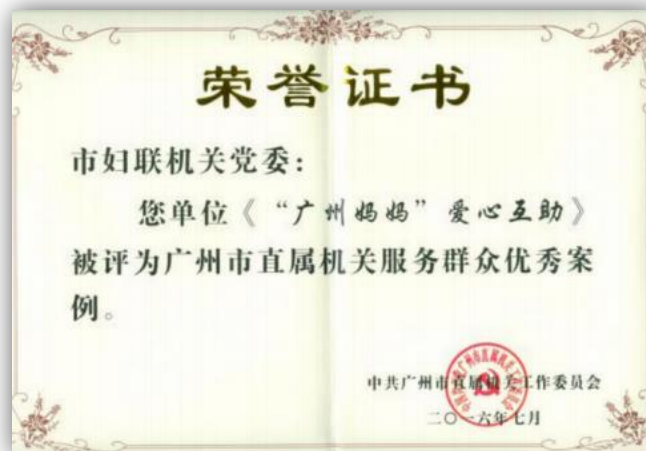 荣誉证书
市妇联机关党委：
您单位《“广州妈妈”爱心互助》
被评为广州市直属机关服务群众优秀案
例。
中共广州市直属机关工作委员会
二〇一六年七月